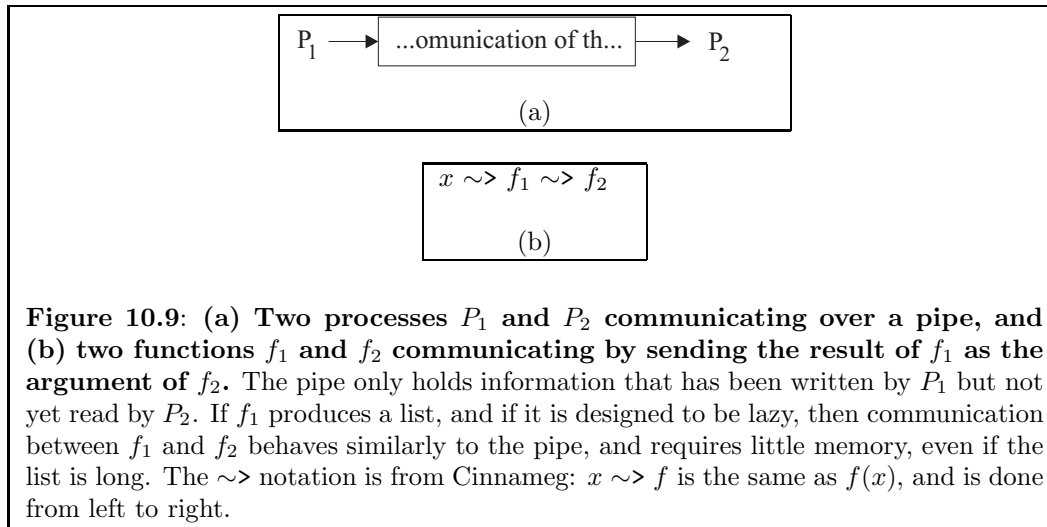 P₁ ...omunication of th... P₂
(a)
x ~> f₁ ~> f₂
(b)
Figure 10.9: (a) Two processes P₁ and P₂ communicating over a pipe, and
(b) two functions f₁ and f₂ communicating by sending the result of f₁ as the
argument of f₂. The pipe only holds information that has been written by P₁ but not
yet read by P₂. If f₁ produces a list, and if it is designed to be lazy, then communication
between f₁ and f₂ behaves similarly to the pipe, and requires little memory, even if the
list is long. The ~> notation is from Cinnameg: x ~> f is the same as f(x), and is done
from left to right.